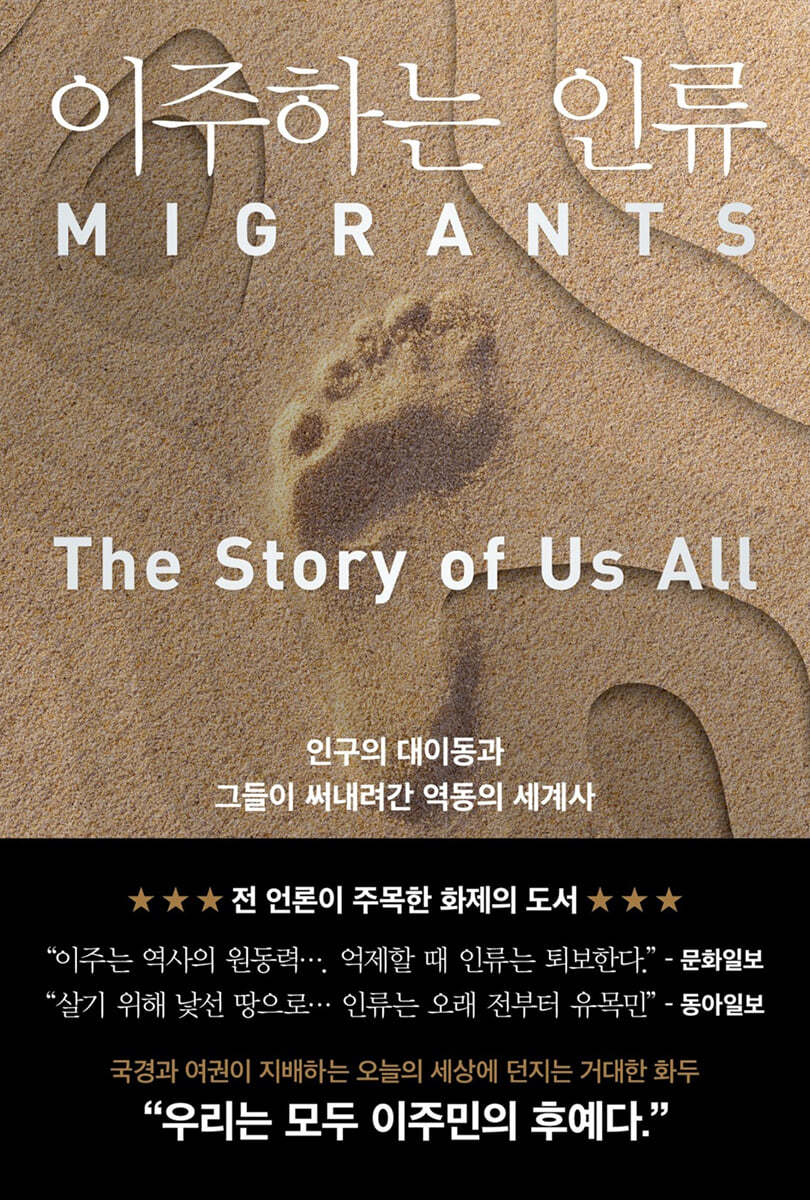 이주하는 인류
MIGRANTS
The Story of Us All
인구의 대이동과
그들이 써내려간 역동의 세계사
★★★ 전 언론이 주목한 화제의 도서 ★★★
“이주는 역사의 원동력…. 억제할 때 인류는 퇴보한다.” - 문화일보
“살기 위해 낯선 땅으로… 인류는 오래 전부터 유목민” - 동아일보
국경과 여권이 지배하는 오늘의 세상에 던지는 거대한 화두
“우리는 모두 이주민의 후예다.”